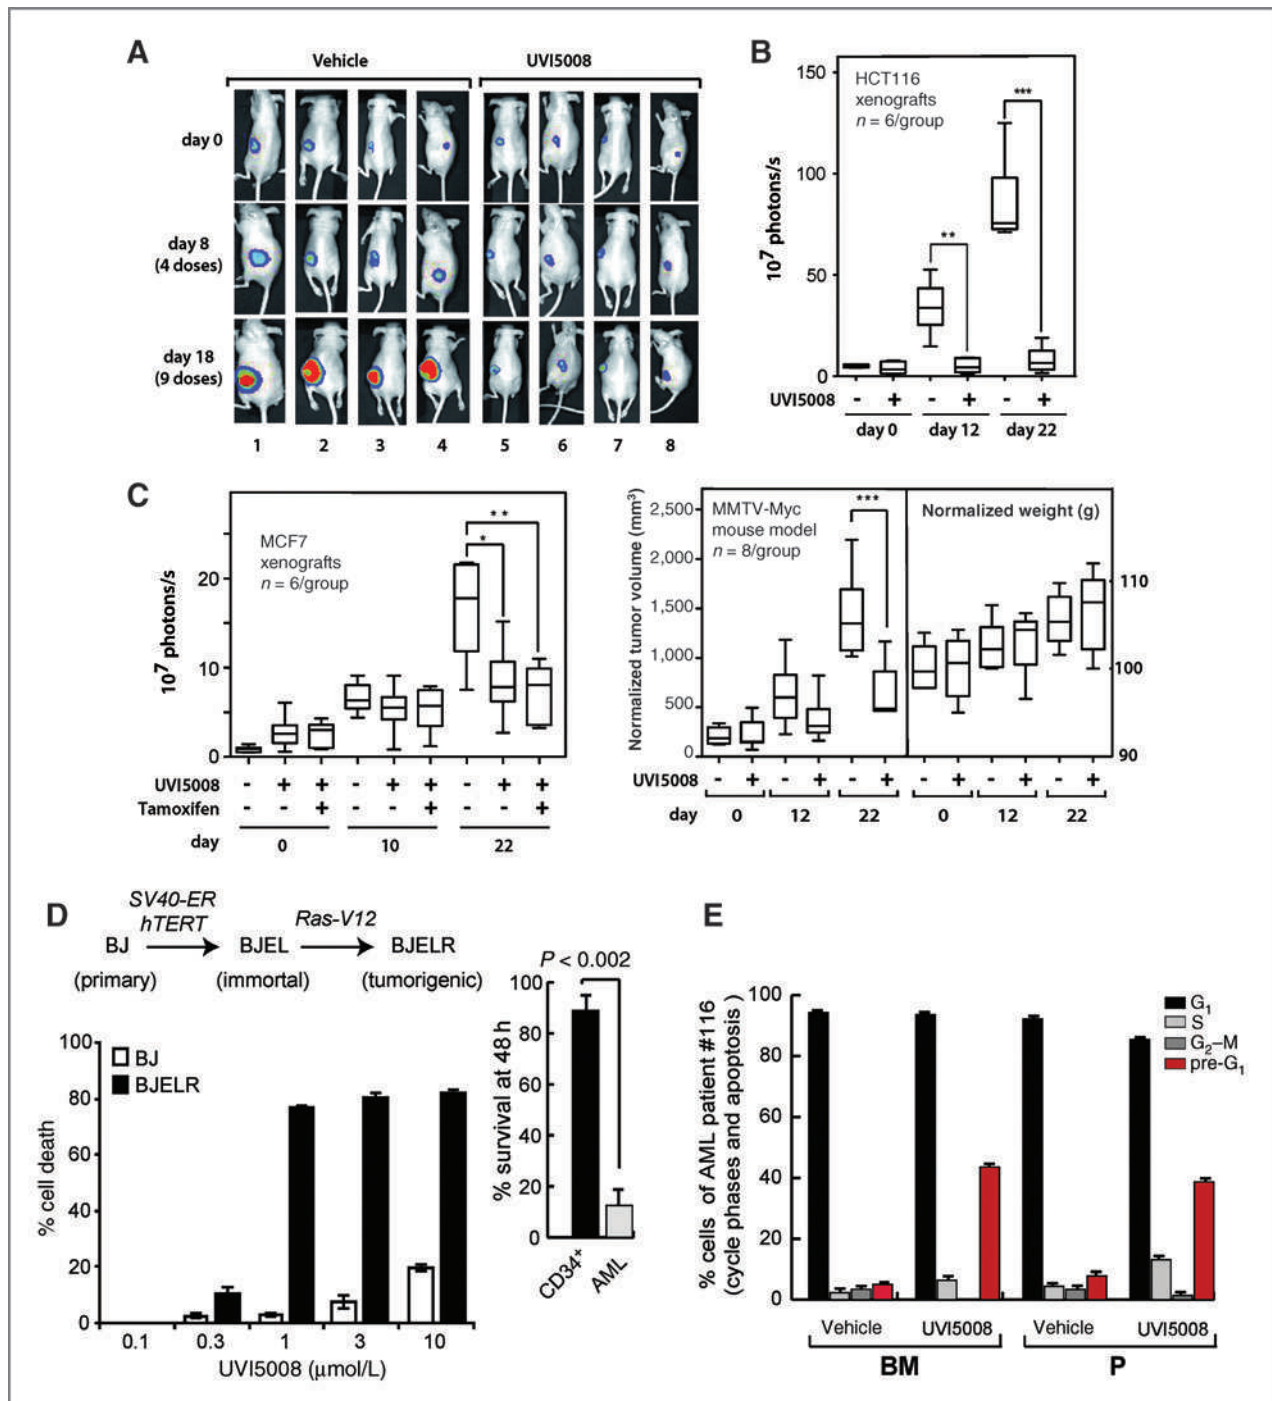 A
Vehicle UVI5008
day 0
day 8
(4 doses)
day 18
(9 doses)
1 2 3 4 5 6 7 8
B
HCT116
xenografts
n = 6/group
***
**
10⁷ photons/s
150
100
50
0
UVI5008 - + - + - +
day 0 day 12 day 22
C
MCF7
xenografts
n = 6/group
* *
*
10⁷ photons/s
20
10
0
UVI5008 - + + - + + - + +
Tamoxifen - - + - - + - - +
day 0 10 22
Normalized tumor volume (mm³)
2,500
2,000
1,500
1,000
500
0
MMTV-Myc
mouse model
n = 8/group
***
Normalized weight (g)
110
100
90
UVI5008 - + - + - + - + - + - +
day 0 12 22 0 12 22
D
SV40-ER
hTERT
Ras-V12
BJ BJEL BJELR
(primary) (immortal) (tumorigenic)
% cell death
100
80
60
40
20
0
BJ
BJELR
0.1 0.3 1 3 10
UVI5008 (μmol/L)
P < 0.002
% survival at 48 h
100
80
60
40
20
0
CD34⁺ AML
E
% cells of AML patient #116
(cycle phases and apoptosis )
100
80
60
40
20
0
G₁
S
G₂–M
pre-G₁
Vehicle UVI5008 Vehicle UVI5008
BM P